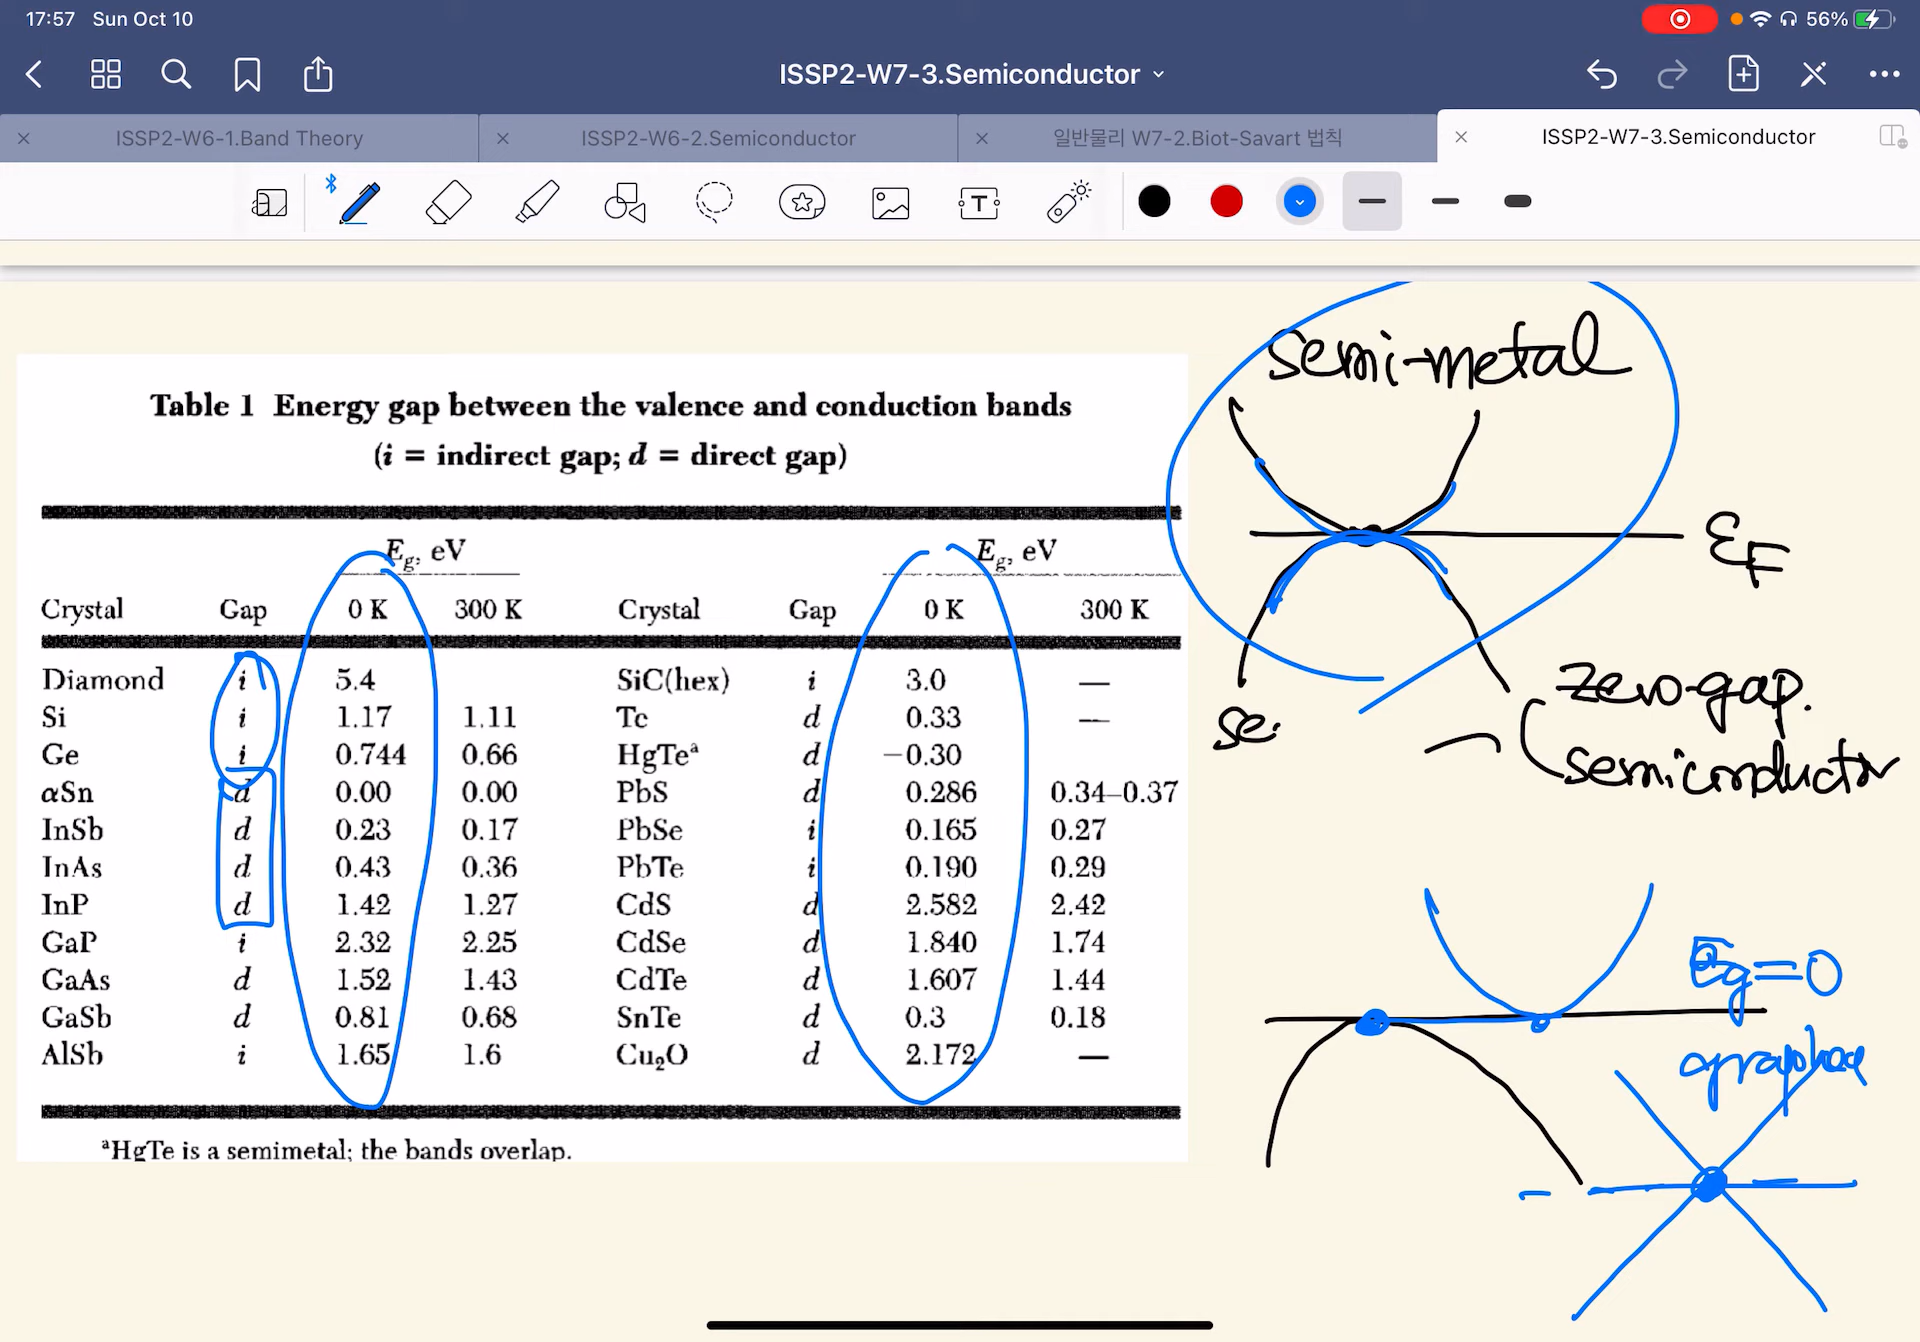 17:57 Sun Oct 10
56%
ISSP2-W7-3.Semiconductor
ISSP2-W6-1.Band Theory
ISSP2-W6-2.Semiconductor
일반물리 W7-2.Biot-Savart 법칙
ISSP2-W7-3.Semiconductor
T
Table 1 Energy gap between the valence and conduction bands
(i = indirect gap; d = direct gap)
Eg, eV Eg, eV
Crystal Gap 0 K 300 K Crystal Gap 0 K 300 K
Diamond i 5.4 SiC(hex) i 3.0 —
Si i 1.17 1.11 Te d 0.33 —
Ge i 0.744 0.66 HgTeᵃ d −0.30
αSn d 0.00 0.00 PbS d 0.286 0.34–0.37
InSb d 0.23 0.17 PbSe i 0.165 0.27
InAs d 0.43 0.36 PbTe i 0.190 0.29
InP d 1.42 1.27 CdS d 2.582 2.42
GaP i 2.32 2.25 CdSe d 1.840 1.74
GaAs d 1.52 1.43 CdTe d 1.607 1.44
GaSb d 0.81 0.68 SnTe d 0.3 0.18
AlSb i 1.65 1.6 Cu₂O d 2.172 —
ᵃHgTe is a semimetal; the bands overlap.
semi-metal
εF
se
zero-gap.
semiconductor
Eg=0